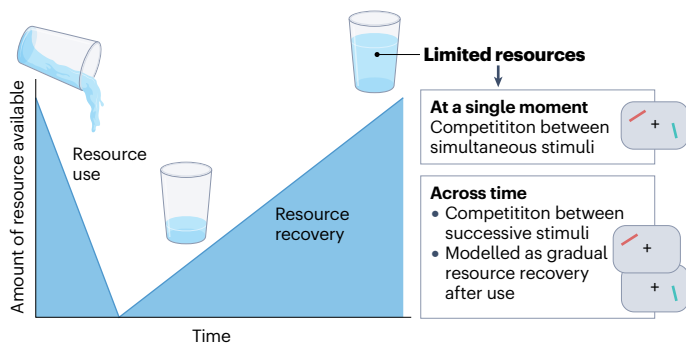 Limited resources
Amount of resource available
Resource
use
Resource
recovery
Time
At a single moment
Competititon between
simultaneous stimuli
+
Across time
• Competititon between
successive stimuli
• Modelled as gradual
resource recovery
after use
+
+